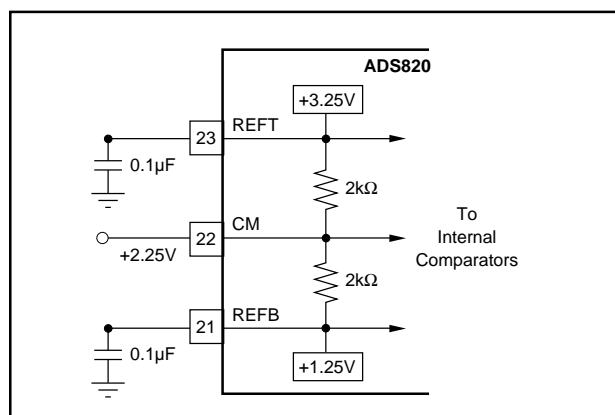 ADS820
+3.25V
REFT
23
0.1µF
2kΩ
To
Internal
Comparators
CM
22
+2.25V
2kΩ
REFB
21
0.1µF
+1.25V